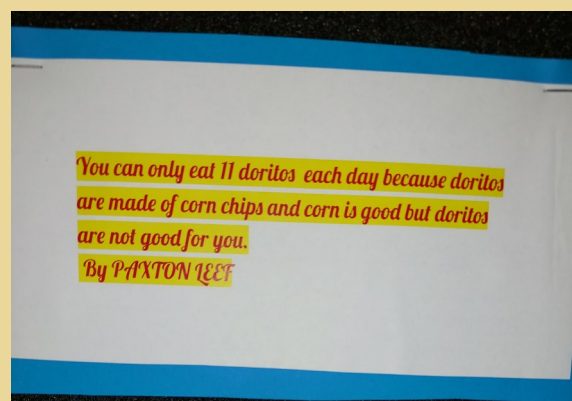 You can only eat 11 doritos each day because doritos
are made of corn chips and corn is good but doritos
are not good for you.
By PAXTON LEEF